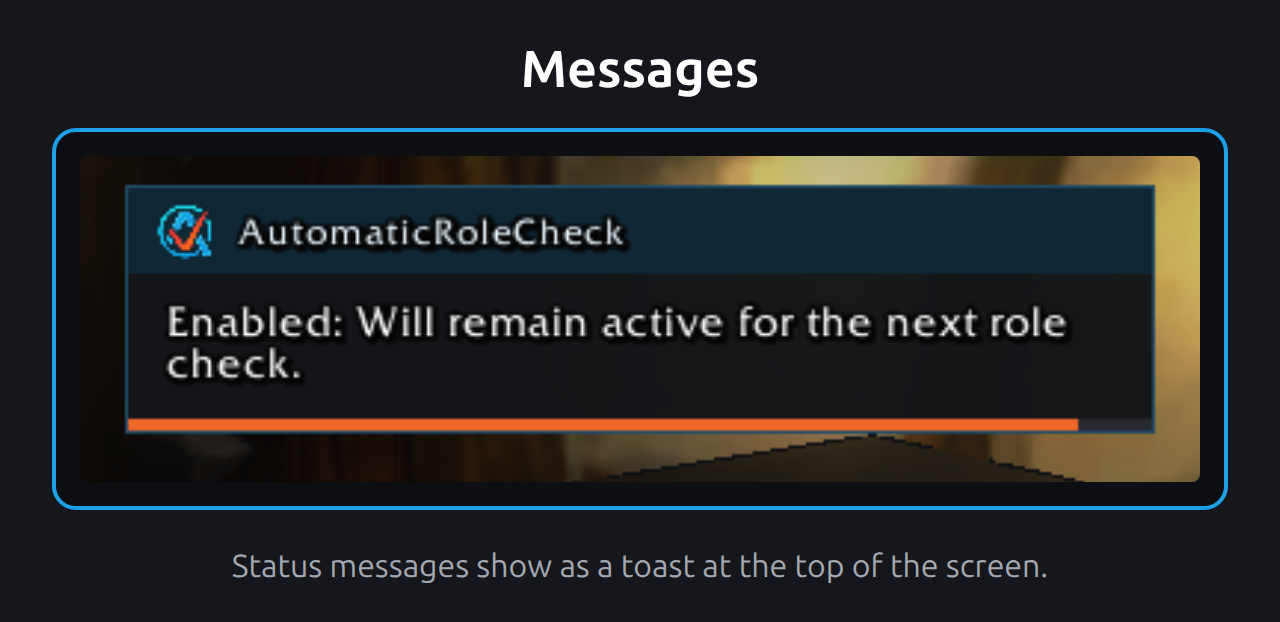 Messages
AutomaticRoleCheck
Enabled: Will remain active for the next role
check.
Status messages show as a toast at the top of the screen.